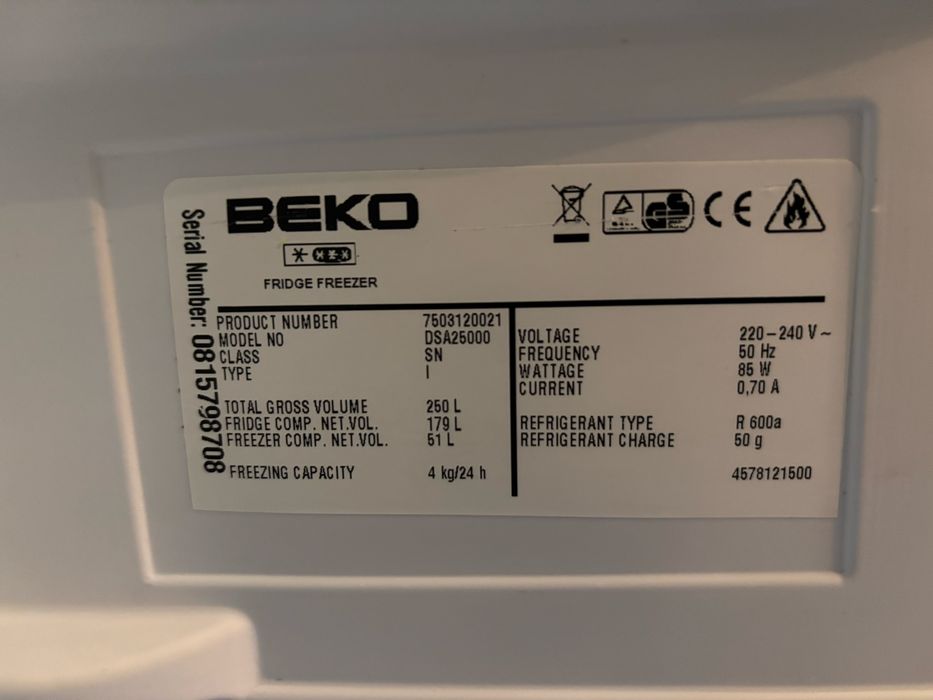 BEKO
FRIDGE FREEZER
Serial Number: 0815798708
PRODUCT NUMBER 7503120021
MODEL NO DSA25000
CLASS SN
TYPE I
TOTAL GROSS VOLUME 250 L
FRIDGE COMP. NET.VOL. 179 L
FREEZER COMP. NET.VOL. 51 L
FREEZING CAPACITY 4 kg/24 h
VOLTAGE 220-240 V ~
FREQUENCY 50 Hz
WATTAGE 85 W
CURRENT 0,70 A
REFRIGERANT TYPE R 600a
REFRIGERANT CHARGE 50 g
4578121500
GS
CE